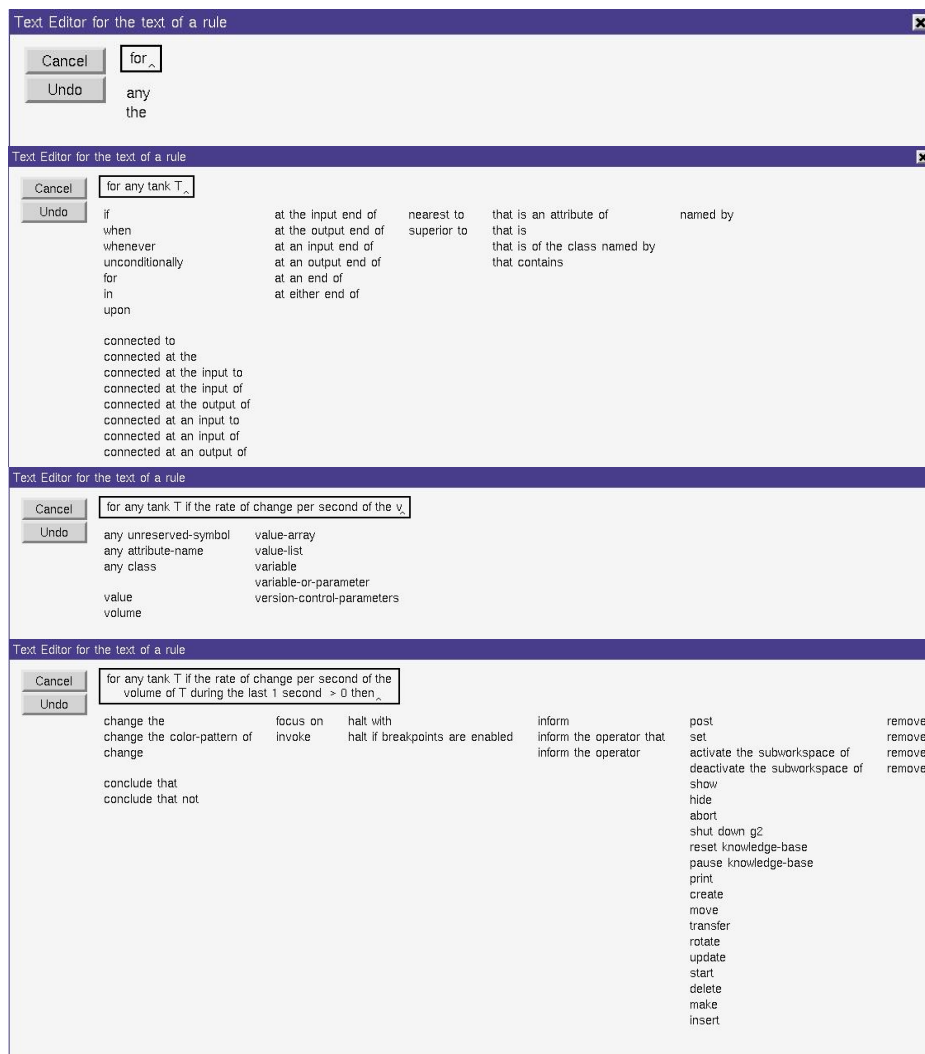 Text Editor for the text of a rule
Cancel
for
Undo
any
the
Text Editor for the text of a rule
Cancel
for any tank T
Undo
if at the input end of nearest to that is an attribute of named by
when at the output end of superior to that is
whenever at an input end of that is of the class named by
unconditionally at an output end of that contains
for at an end of
in at either end of
upon
connected to
connected at the
connected at the input to
connected at the input of
connected at the output of
connected at an input to
connected at an input of
connected at an output of
Text Editor for the text of a rule
Cancel
for any tank T if the rate of change per second of the v
Undo
any unreserved-symbol value-array
any attribute-name value-list
any class variable
variable-or-parameter
value version-control-parameters
volume
Text Editor for the text of a rule
Cancel
for any tank T if the rate of change per second of the
volume of T during the last 1 second > 0 then
Undo
change the focus on halt with inform post remove
change the color-pattern of invoke halt if breakpoints are enabled inform the operator that set remove
change inform the operator activate the subworkspace of remove
deactivate the subworkspace of remove
conclude that show
conclude that not hide
abort
shut down g2
reset knowledge-base
pause knowledge-base
print
create
move
transfer
rotate
update
start
delete
make
insert